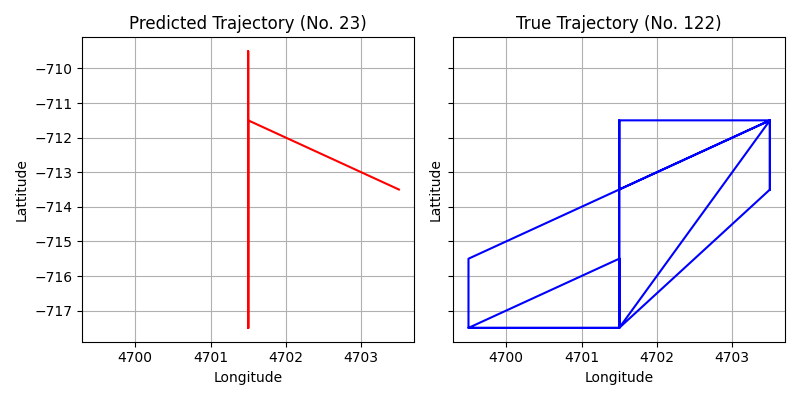 Predicted Trajectory (No. 23)
−710
−711
−712
−713
−714
−715
−716
−717
Lattitude
4700
4701
4702
4703
Longitude
True Trajectory (No. 122)
Lattitude
4700
4701
4702
4703
Longitude